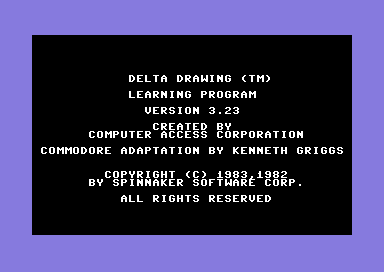 DELTA DRAWING (TM)
LEARNING PROGRAM
VERSION 3.23
CREATED BY
COMPUTER ACCESS CORPORATION
COMMODORE ADAPTATION BY KENNETH GRIGGS
COPYRIGHT (C) 1983,1982
BY SPINNAKER SOFTWARE CORP.
ALL RIGHTS RESERVED